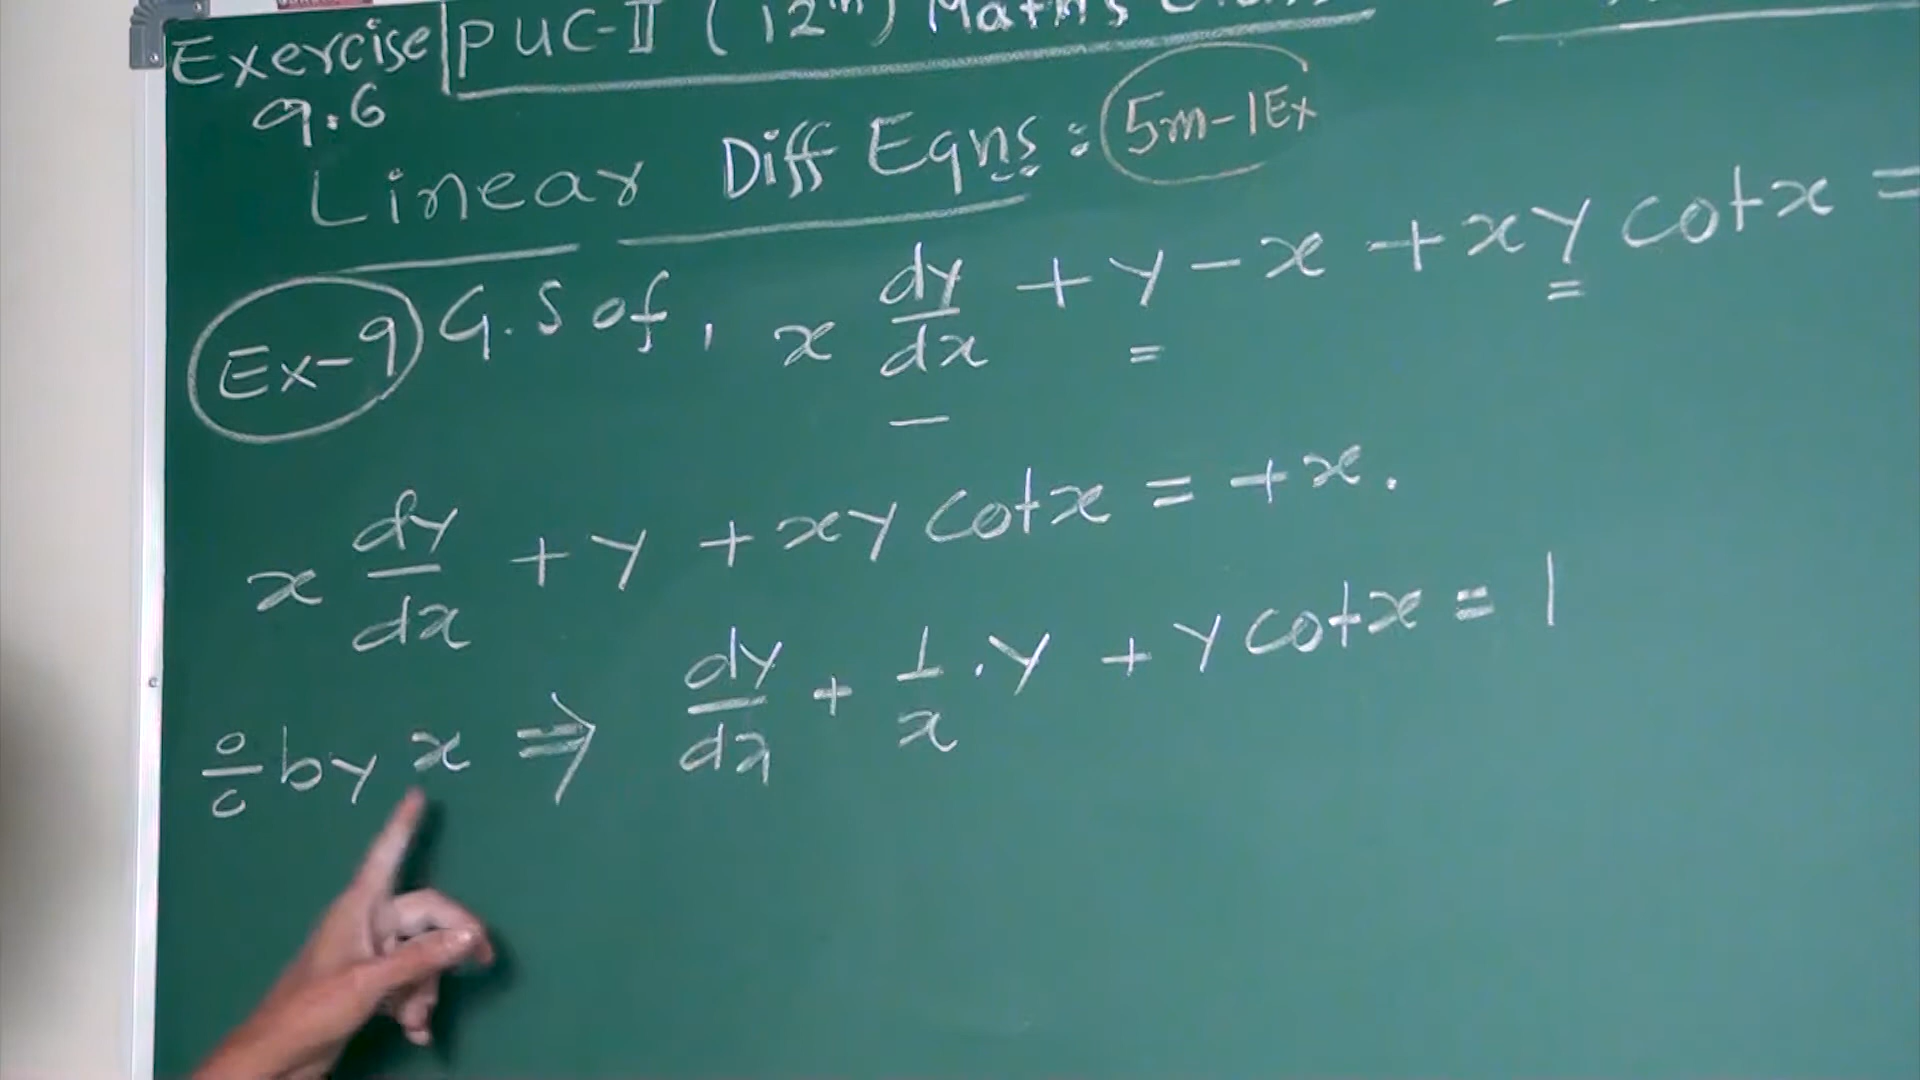 Exercise | PUC-II (12th) Maths
9.6
Linear Diff Eqns: 5m-1Ex
Ex-9 G.S of, x dy/dx + y - x + xy cotx =
x dy/dx + y + xy cotx = +x.
÷ by x ⇒ dy/dx + 1/x . y + y cotx = 1